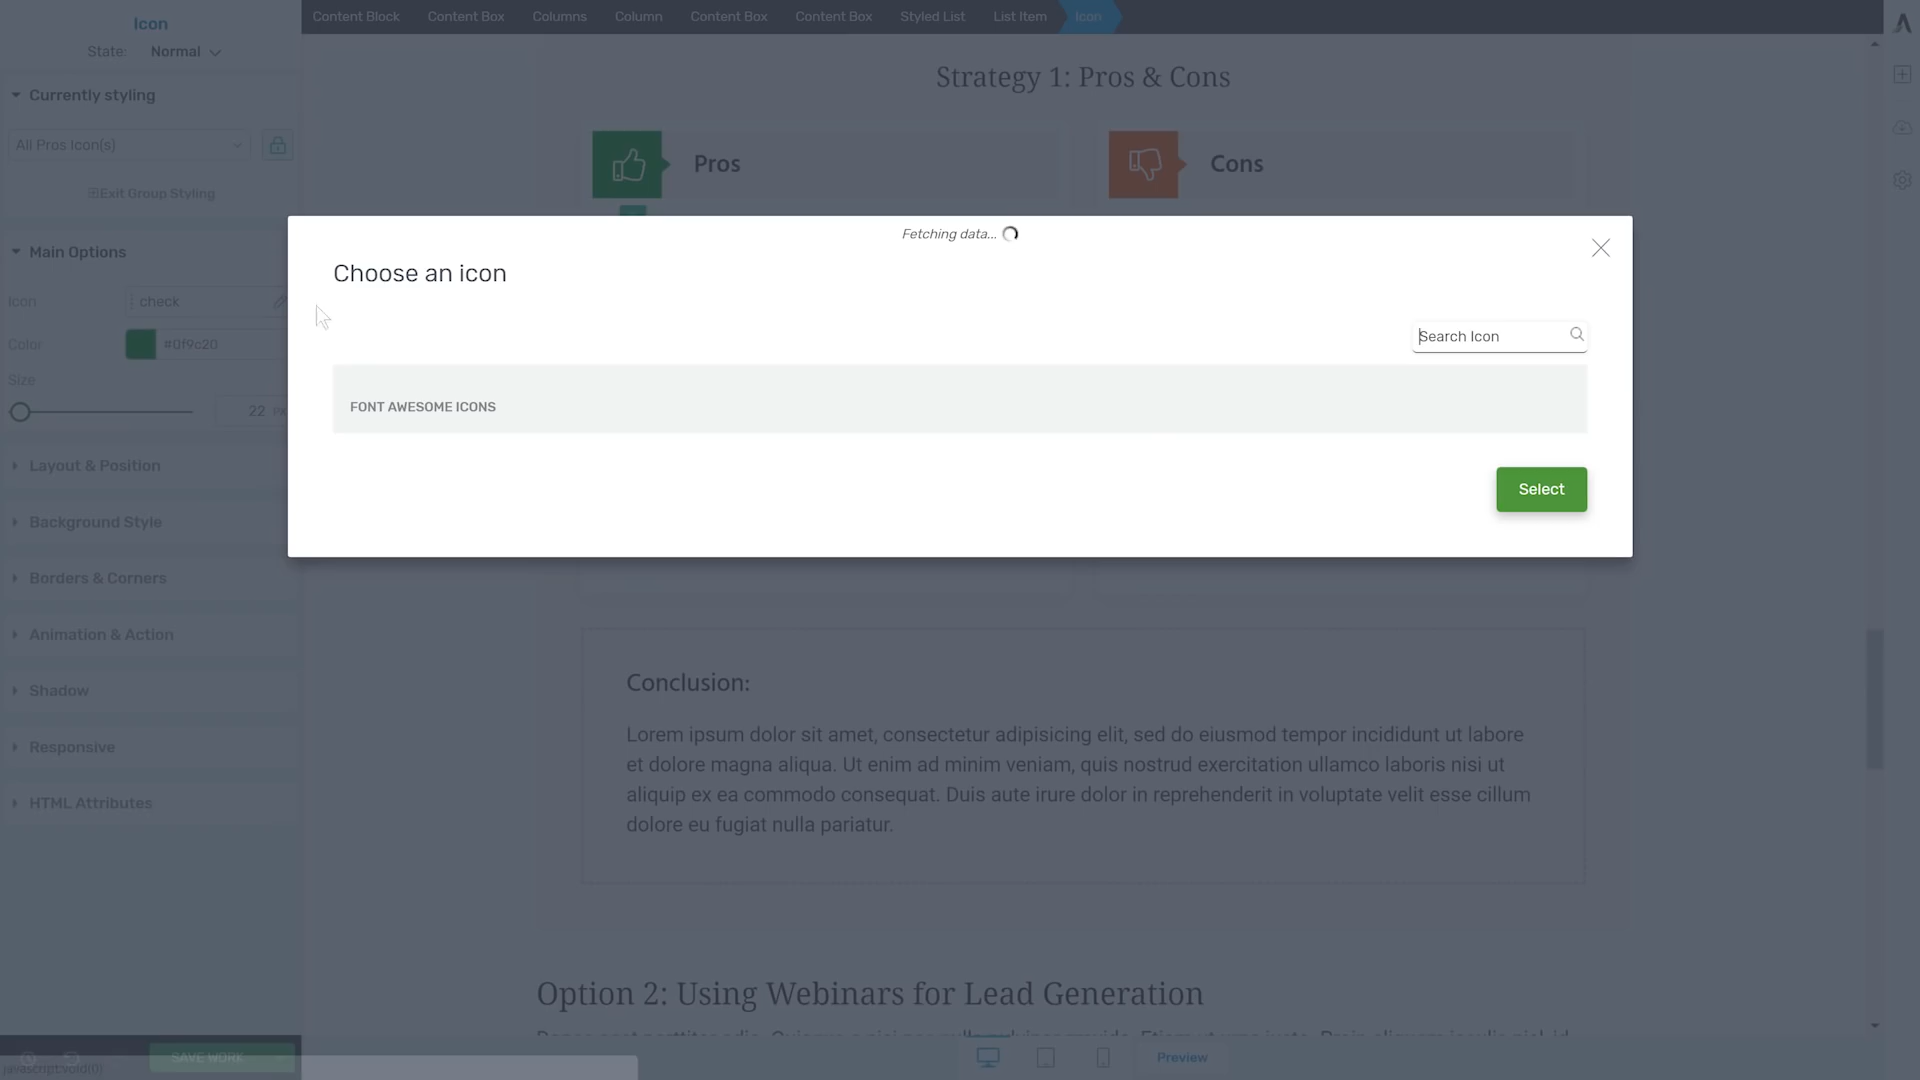 Icon
State: Normal
Currently styling
All Pros Icon(s)
Exit Group Styling
Main Options
Icon check
Color #0f9c20
Size
22 PX
Layout & Position
Background Style
Borders & Corners
Animation & Action
Shadow
Responsive
HTML Attributes
SAVE WORK
javascript:void(0)
Content Block Content Box Columns Column Content Box Content Box Styled List List Item Icon
Strategy 1: Pros & Cons
Pros
Cons
Fetching data...
Choose an icon
Search Icon
FONT AWESOME ICONS
Select
Conclusion:
Lorem ipsum dolor sit amet, consectetur adipisicing elit, sed do eiusmod tempor incididunt ut labore
et dolore magna aliqua. Ut enim ad minim veniam, quis nostrud exercitation ullamco laboris nisi ut
aliquip ex ea commodo consequat. Duis aute irure dolor in reprehenderit in voluptate velit esse cillum
dolore eu fugiat nulla pariatur.
Option 2: Using Webinars for Lead Generation
Preview